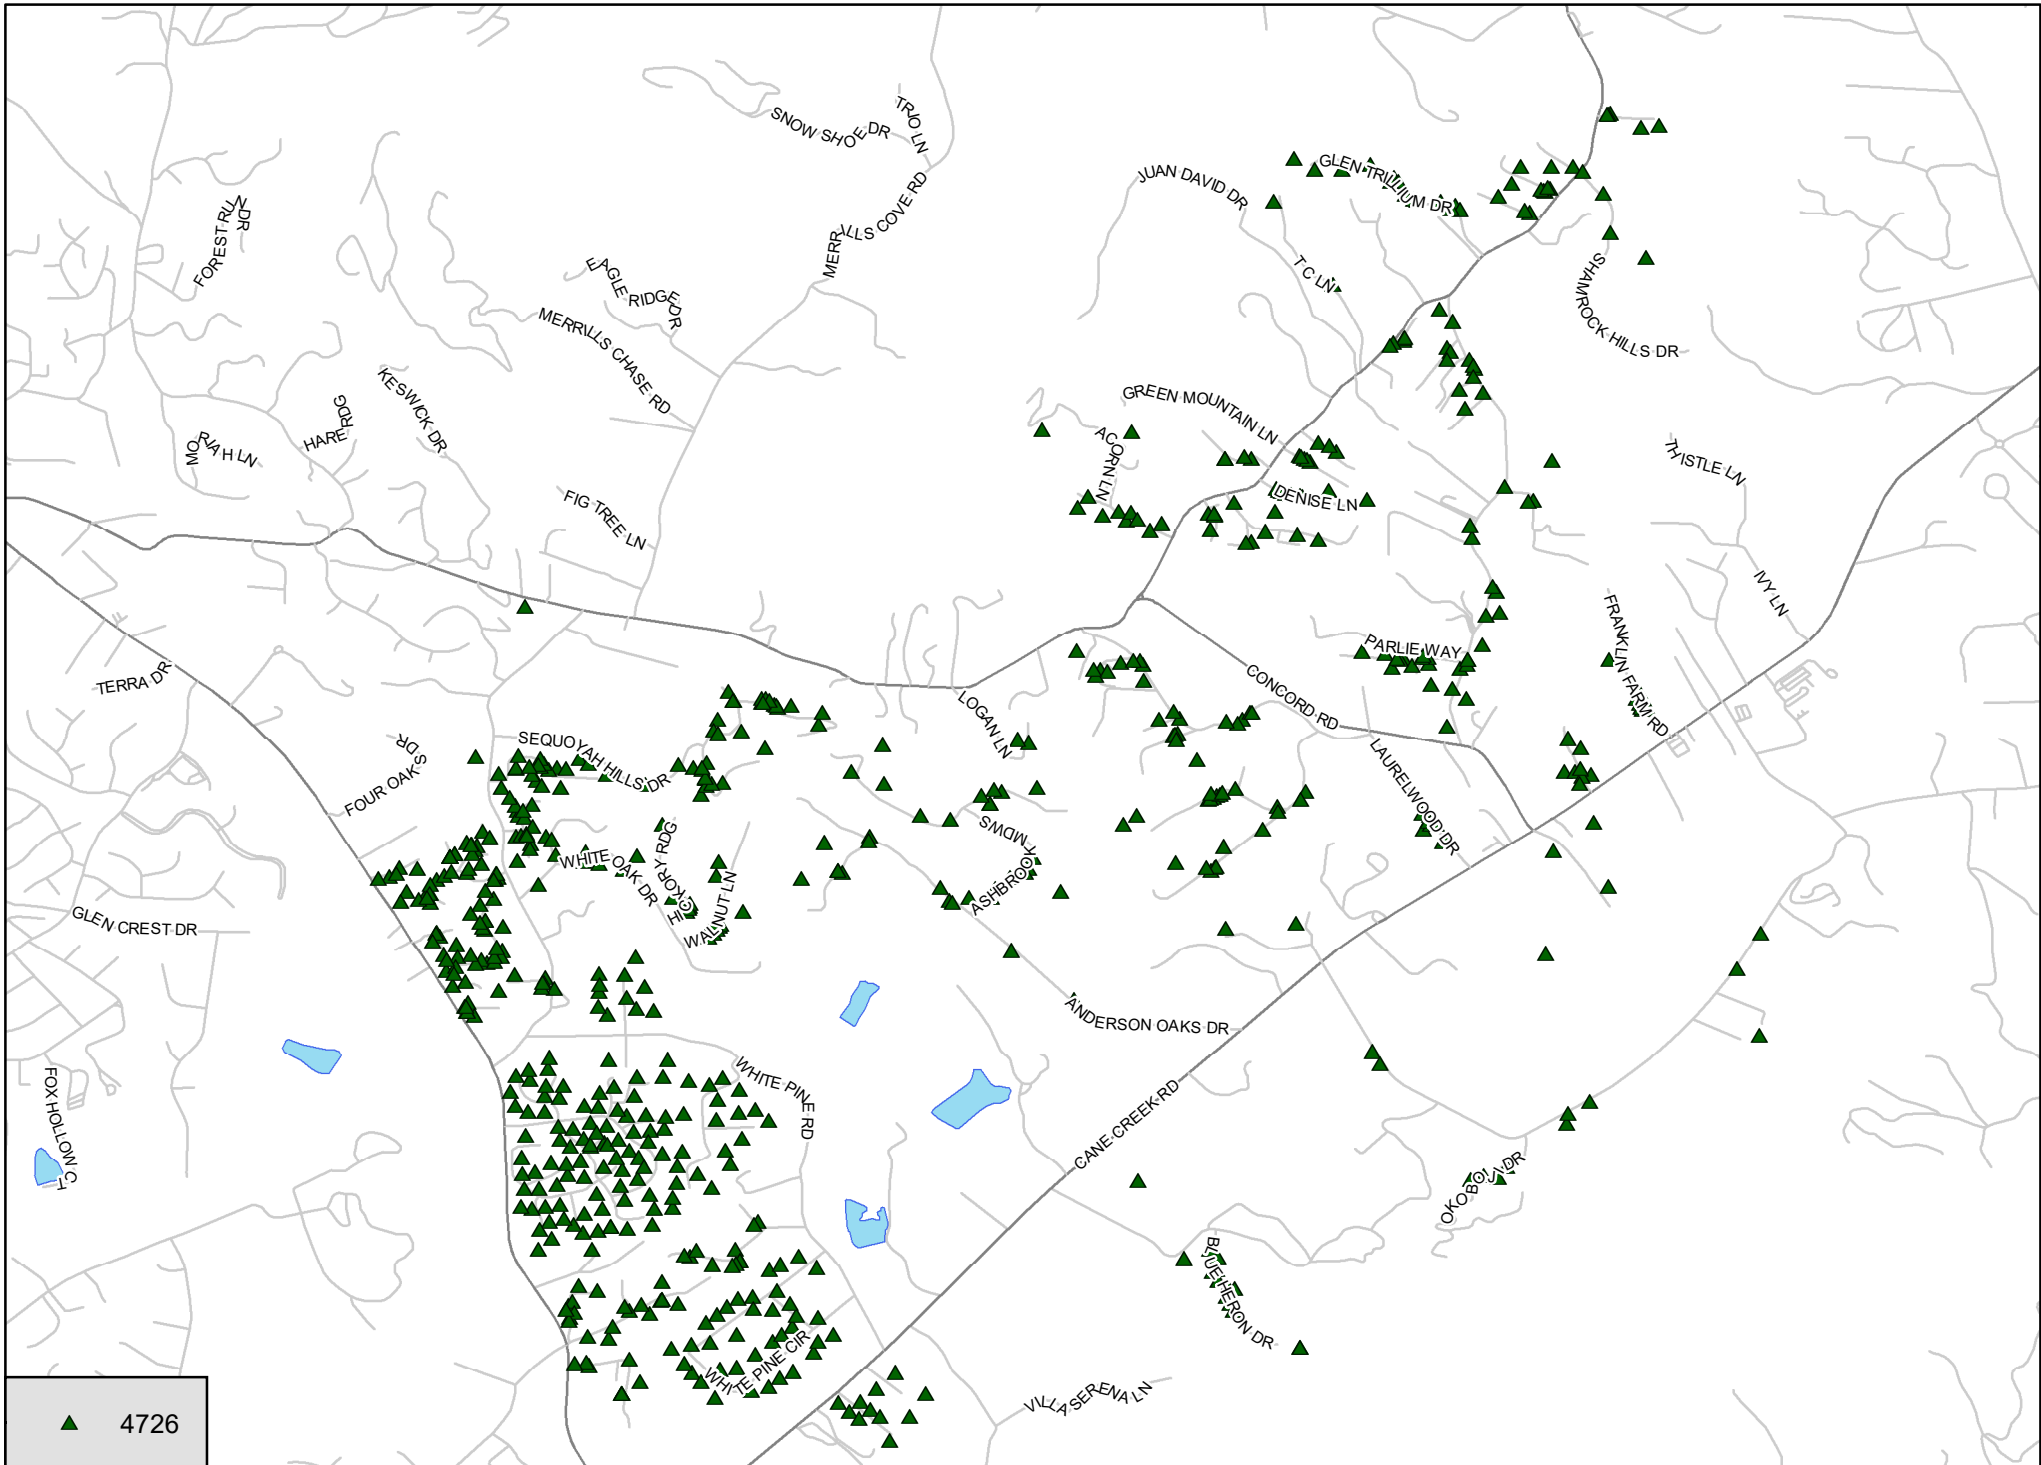 TRIO LN
SNOW SHOE DR
GLEN TRILLIUM DR
JUAN DAVID DR
MERRILLS COVE RD
FOREST RUN DR
T C LN
SHAMROCK HILLS DR
EAGLE RIDGE DR
MERRILLS CHASE RD
KESWICK DR
GREEN MOUNTAIN LN
HARE RDG
MORIAH LN
ACORN LN
THISTLE LN
DENISE LN
FIG TREE LN
IVY LN
FRANKLIN FARM RD
PARLIE WAY
TERRA DR
CONCORD RD
LOGAN LN
SEQUOYAH HILLS DR
FOUR OAKS DR
LAURELWOOD DR
ASHBROOK MDWS
WHITE OAK DR
HICKORY RDG
WALNUT LN
GLEN CREST DR
ANDERSON OAKS DR
WHITE PINE RD
FOX HOLLOW CT
CANE CREEK RD
OKOBOJI DR
BLUE HERON DR
WHITE PINE CIR
VILLA SERENA LN
4726